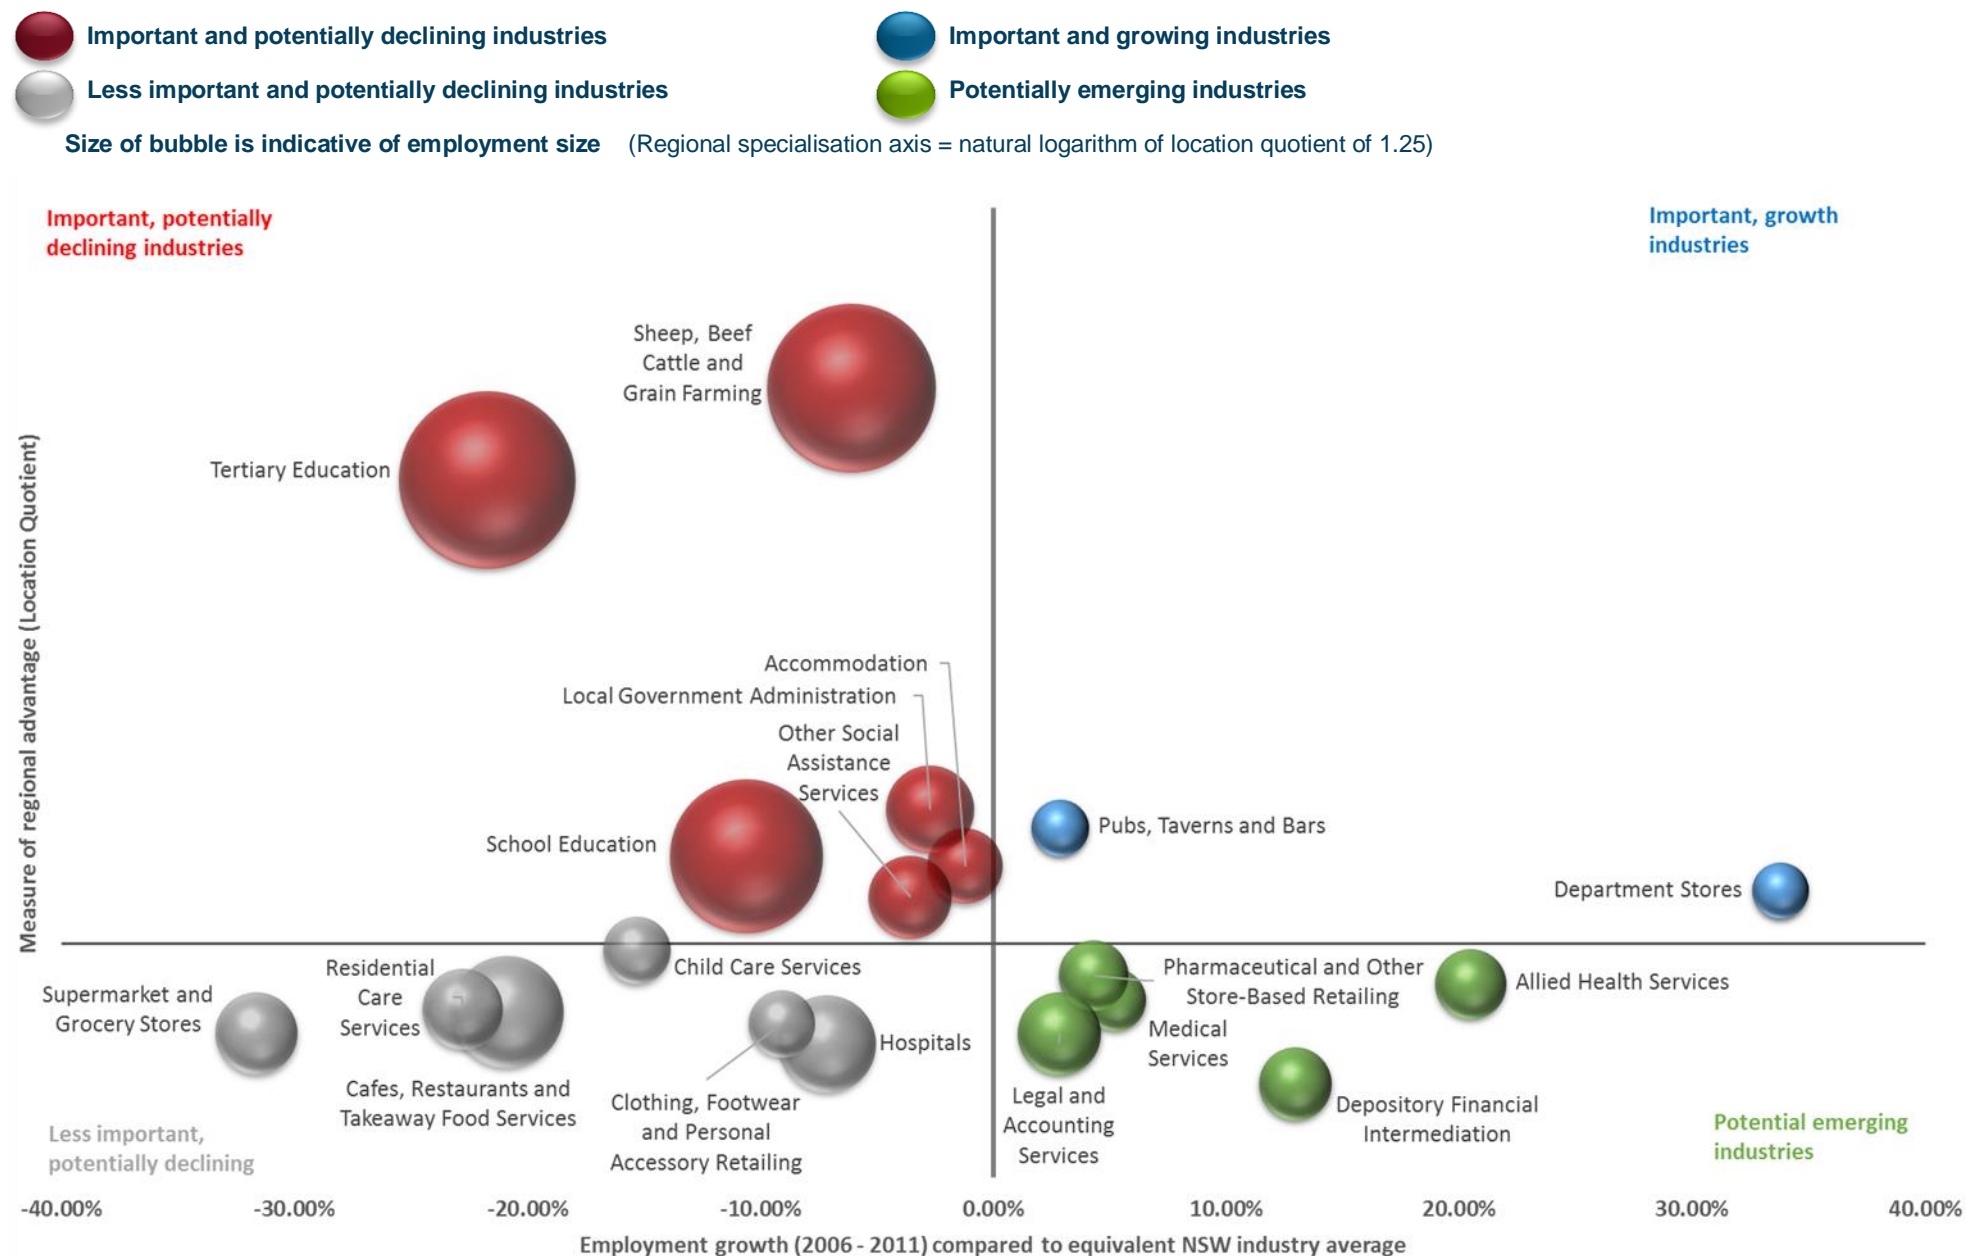 Important and potentially declining industries
Important and growing industries
Less important and potentially declining industries
Potentially emerging industries
Size of bubble is indicative of employment size (Regional specialisation axis = natural logarithm of location quotient of 1.25)
Important, potentially
declining industries
Important, growth
industries
Measure of regional advantage (Location Quotient)
Sheep, Beef
Cattle and
Grain Farming
Tertiary Education
Accommodation
Local Government Administration
Other Social
Assistance
Services
School Education
Pubs, Taverns and Bars
Department Stores
Child Care Services
Residential
Care
Services
Supermarket and
Grocery Stores
Cafes, Restaurants and
Takeaway Food Services
Hospitals
Clothing, Footwear
and Personal
Accessory Retailing
Pharmaceutical and Other
Store-Based Retailing
Allied Health Services
Medical
Services
Legal and
Accounting
Services
Depository Financial
Intermediation
Less important,
potentially declining
Potential emerging
industries
-40.00% -30.00% -20.00% -10.00% 0.00% 10.00% 20.00% 30.00% 40.00%
Employment growth (2006 - 2011) compared to equivalent NSW industry average